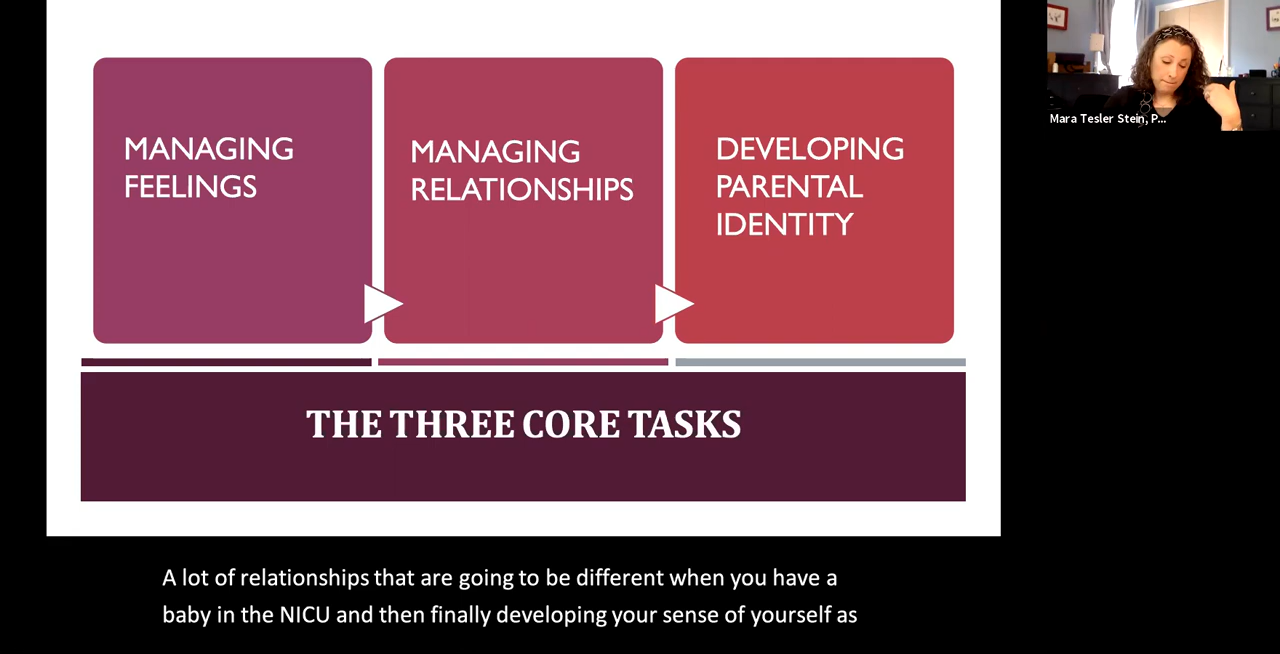 MANAGING
FEELINGS
MANAGING
RELATIONSHIPS
DEVELOPING
PARENTAL
IDENTITY
THE THREE CORE TASKS
Mara Tesler Stein, P...
A lot of relationships that are going to be different when you have a
baby in the NICU and then finally developing your sense of yourself as